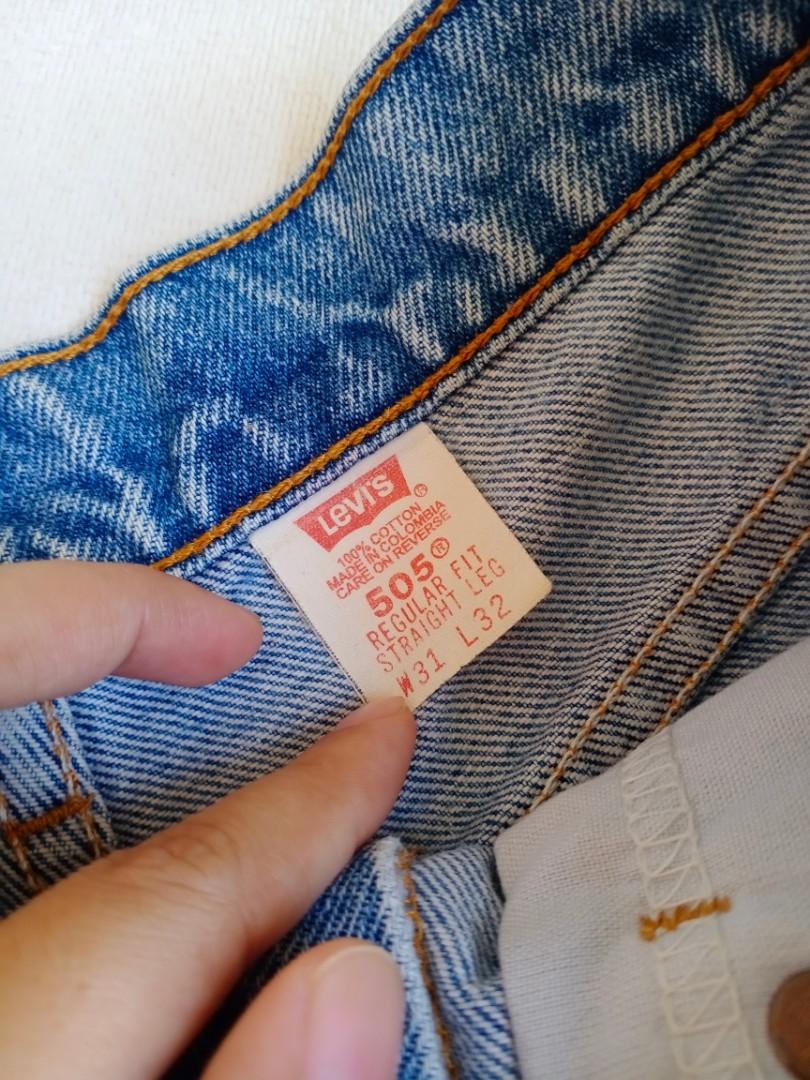 Levi's ®
100% COTTON
MADE IN COLOMBIA
CARE ON REVERSE
505®
REGULAR FIT
STRAIGHT LEG
W31 L32